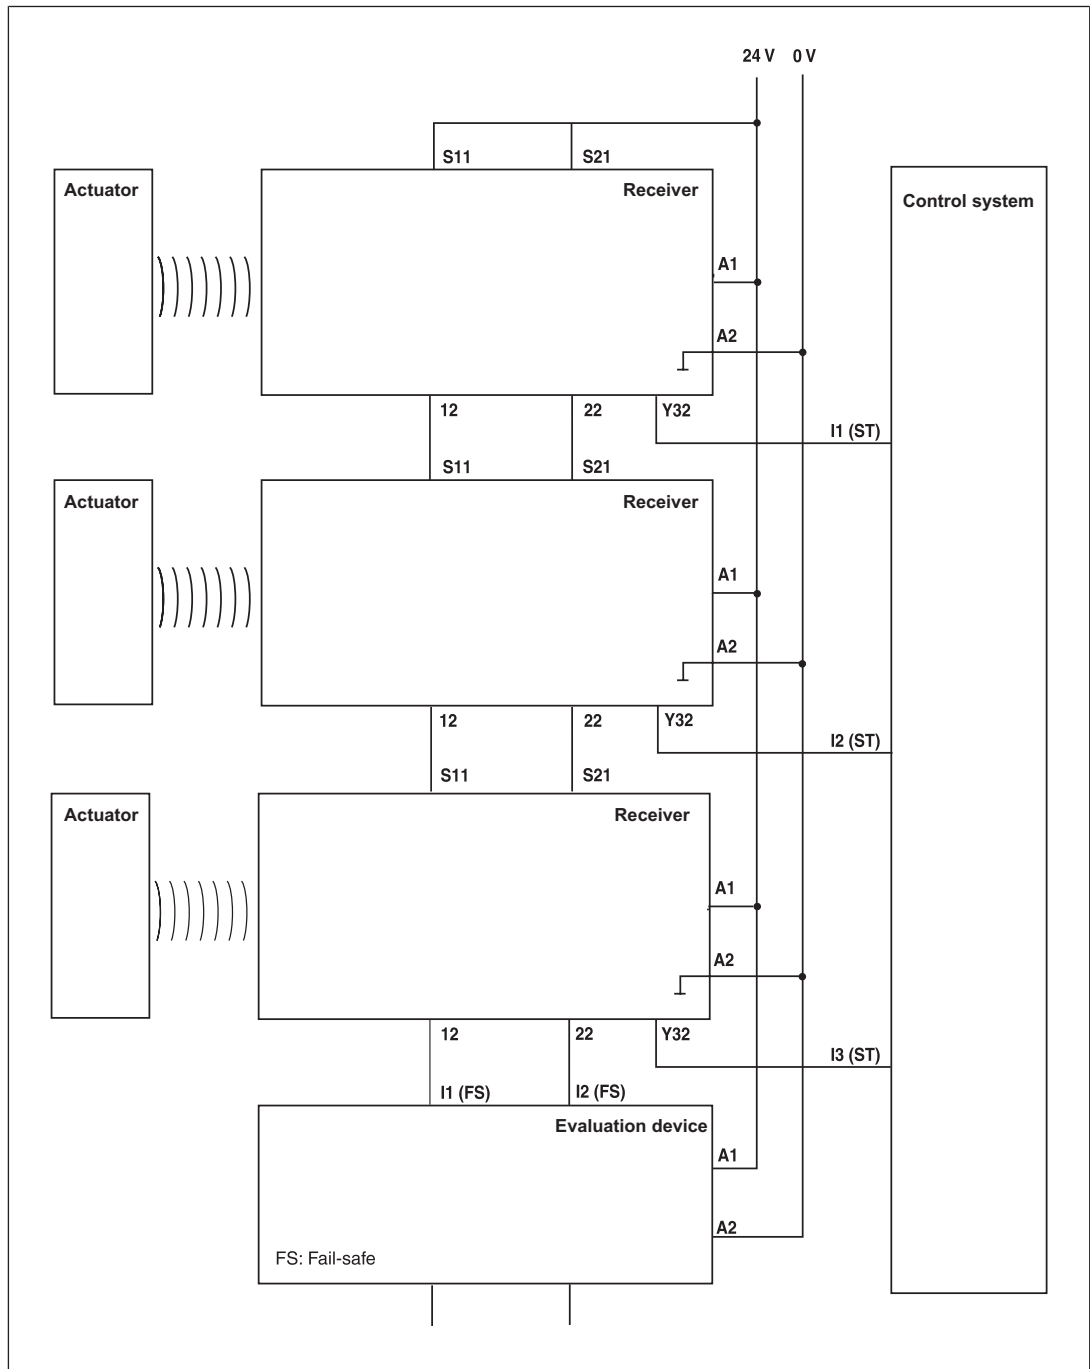 24 V 0 V
S11 S21
Actuator Receiver
Control system
A1
A2
12 22 Y32
I1 (ST)
S11 S21
Actuator Receiver
A1
A2
12 22 Y32
I2 (ST)
S11 S21
Actuator Receiver
A1
A2
12 22 Y32
I3 (ST)
I1 (FS) I2 (FS)
Evaluation device
A1
A2
FS: Fail-safe